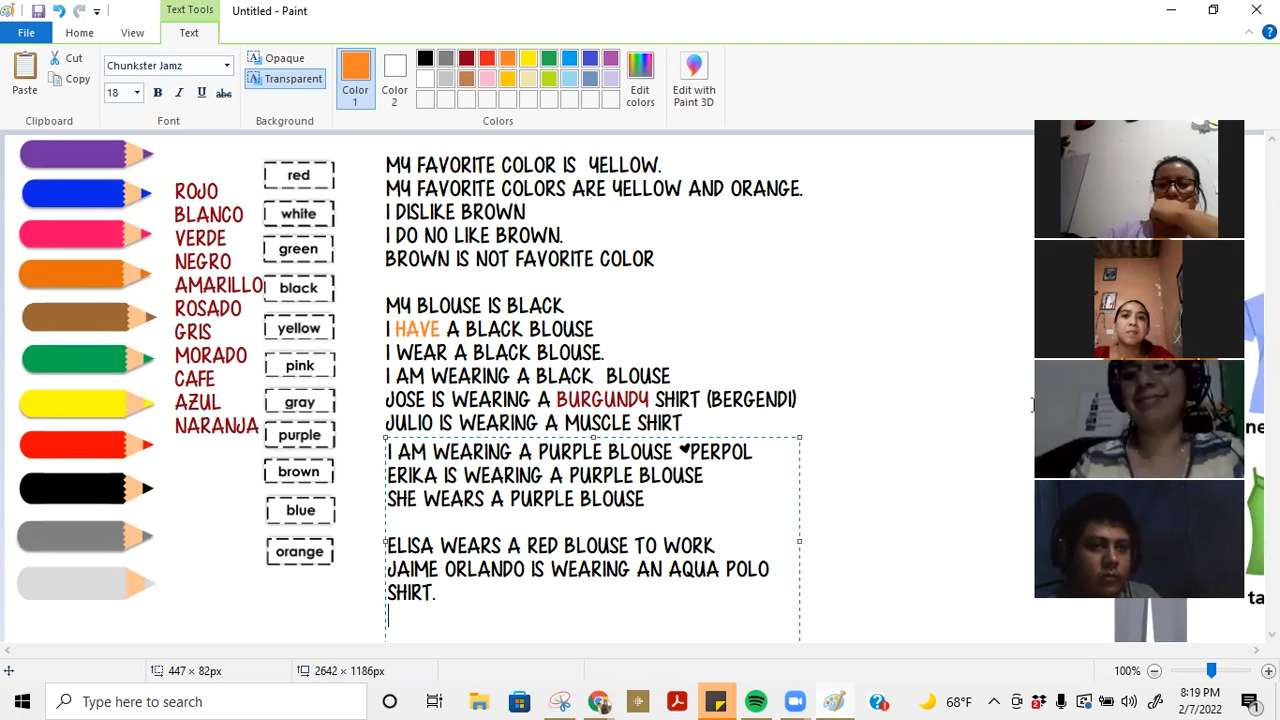 Text Tools
Untitled - Paint
File
Home
View
Text
Paste
Cut
Copy
Clipboard
Chunkster Jamz
18
B I U abc
Font
Opaque
Transparent
Background
Color 1
Color 2
Edit colors
Colors
Edit with Paint 3D
ROJO
BLANCO
VERDE
NEGRO
AMARILLO
ROSADO
GRIS
MORADO
CAFE
AZUL
NARANJA
red
white
green
black
yellow
pink
gray
purple
brown
blue
orange
MY FAVORITE COLOR IS YELLOW.
MY FAVORITE COLORS ARE YELLOW AND ORANGE.
I DISLIKE BROWN
I DO NO LIKE BROWN.
BROWN IS NOT FAVORITE COLOR
MY BLOUSE IS BLACK
I HAVE A BLACK BLOUSE
I WEAR A BLACK BLOUSE.
I AM WEARING A BLACK BLOUSE
JOSE IS WEARING A BURGUNDY SHIRT (BERGENDI)
JULIO IS WEARING A MUSCLE SHIRT
I AM WEARING A PURPLE BLOUSE ♥PERPOL
ERIKA IS WEARING A PURPLE BLOUSE
SHE WEARS A PURPLE BLOUSE
ELISA WEARS A RED BLOUSE TO WORK
JAIME ORLANDO IS WEARING AN AQUA POLO
SHIRT.
ne
ta
447 × 82px
2642 × 1186px
100%
Type here to search
68°F
2
8:19 PM
2/7/2022
1